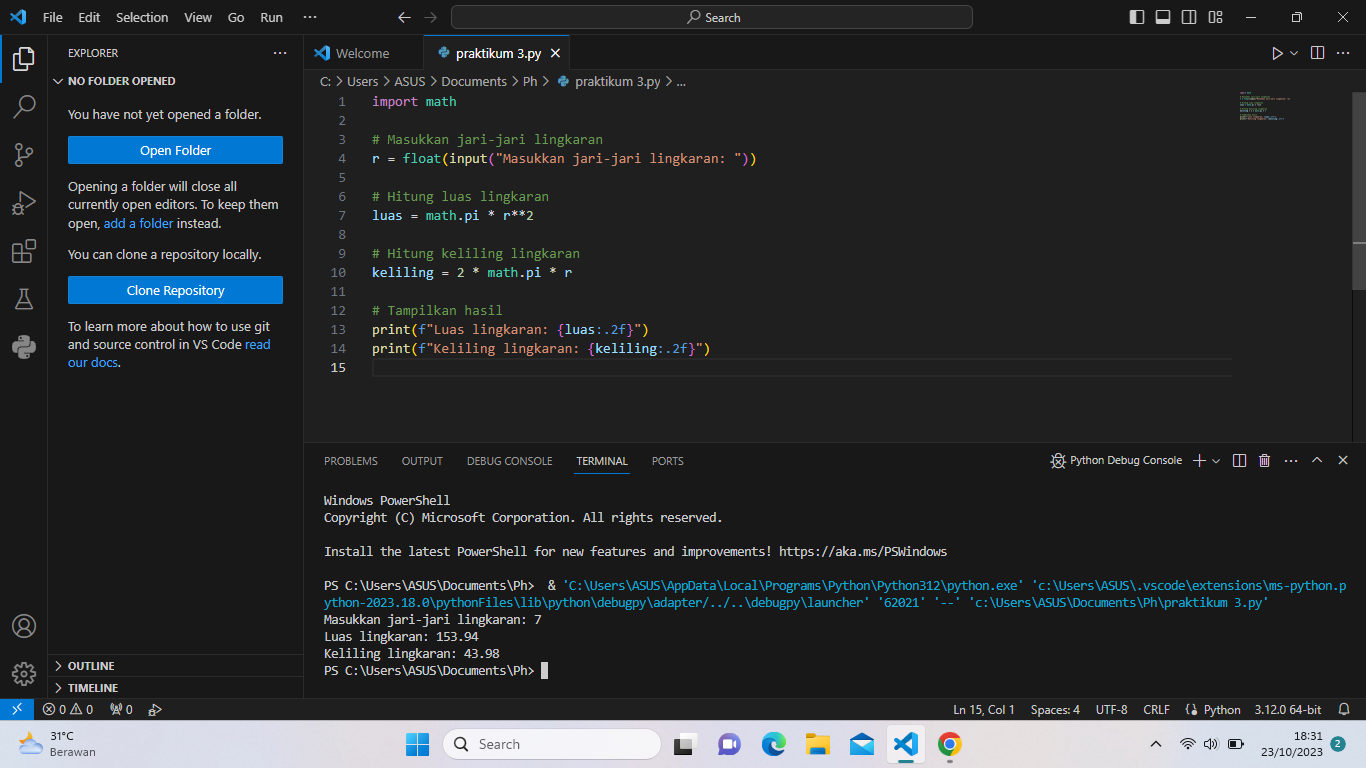 File Edit Selection View Go Run ··· Search
EXPLORER ···
NO FOLDER OPENED
You have not yet opened a folder.
Open Folder
Opening a folder will close all
currently open editors. To keep them
open, add a folder instead.
You can clone a repository locally.
Clone Repository
To learn more about how to use git
and source control in VS Code read
our docs.
OUTLINE
TIMELINE
Welcome praktikum 3.py
C: > Users > ASUS > Documents > Ph > praktikum 3.py > ...
1 import math
2
3 # Masukkan jari-jari lingkaran
4 r = float(input("Masukkan jari-jari lingkaran: "))
5
6 # Hitung luas lingkaran
7 luas = math.pi * r**2
8
9 # Hitung keliling lingkaran
10 keliling = 2 * math.pi * r
11
12 # Tampilkan hasil
13 print(f"Luas lingkaran: {luas:.2f}")
14 print(f"Keliling lingkaran: {keliling:.2f}")
15
PROBLEMS OUTPUT DEBUG CONSOLE TERMINAL PORTS Python Debug Console
Windows PowerShell
Copyright (C) Microsoft Corporation. All rights reserved.
Install the latest PowerShell for new features and improvements! https://aka.ms/PSWindows
PS C:\Users\ASUS\Documents\Ph>  & 'C:\Users\ASUS\AppData\Local\Programs\Python\Python312\python.exe' 'c:\Users\ASUS\.vscode\extensions\ms-python.p
ython-2023.18.0\pythonFiles\lib\python\debugpy\adapter/../..\debugpy\launcher' '62021' '--' 'c:\Users\ASUS\Documents\Ph\praktikum 3.py'
Masukkan jari-jari lingkaran: 7
Luas lingkaran: 153.94
Keliling lingkaran: 43.98
PS C:\Users\ASUS\Documents\Ph>
0 0 0 Ln 15, Col 1 Spaces: 4 UTF-8 CRLF Python 3.12.0 64-bit
31°C
Berawan
Search
18:31
23/10/2023
2